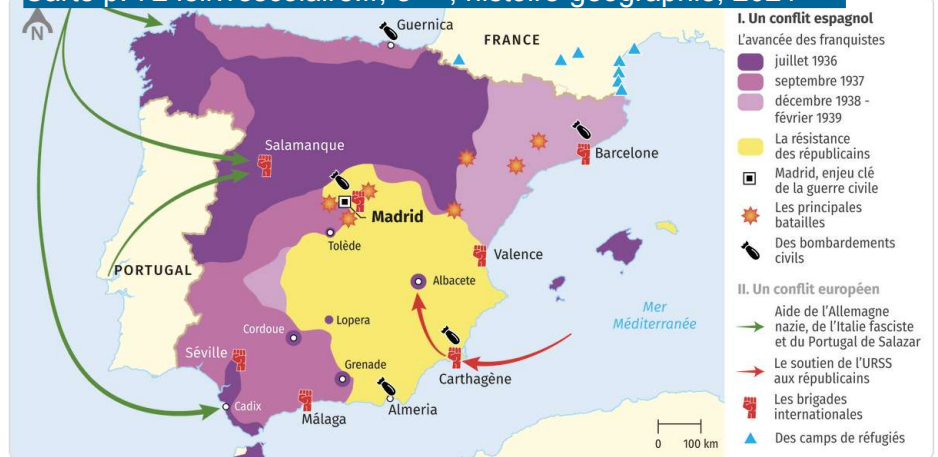 N
Guernica
FRANCE
Salamanque
Barcelone
Madrid
Tolède
Valence
PORTUGAL
Albacete
Mer
Méditerranée
Lopera
Cordoue
Séville
Grenade
Carthagène
Cadix
Almeria
Málaga
I. Un conflit espagnol
L'avancée des franquistes
juillet 1936
septembre 1937
décembre 1938 -
février 1939
La résistance
des républicains
Madrid, enjeu clé
de la guerre civile
Les principales
batailles
Des bombardements
civils
II. Un conflit européen
Aide de l'Allemagne
nazie, de l'Italie fasciste
et du Portugal de Salazar
Le soutien de l'URSS
aux républicains
Les brigades
internationales
Des camps de réfugiés
0 100 km